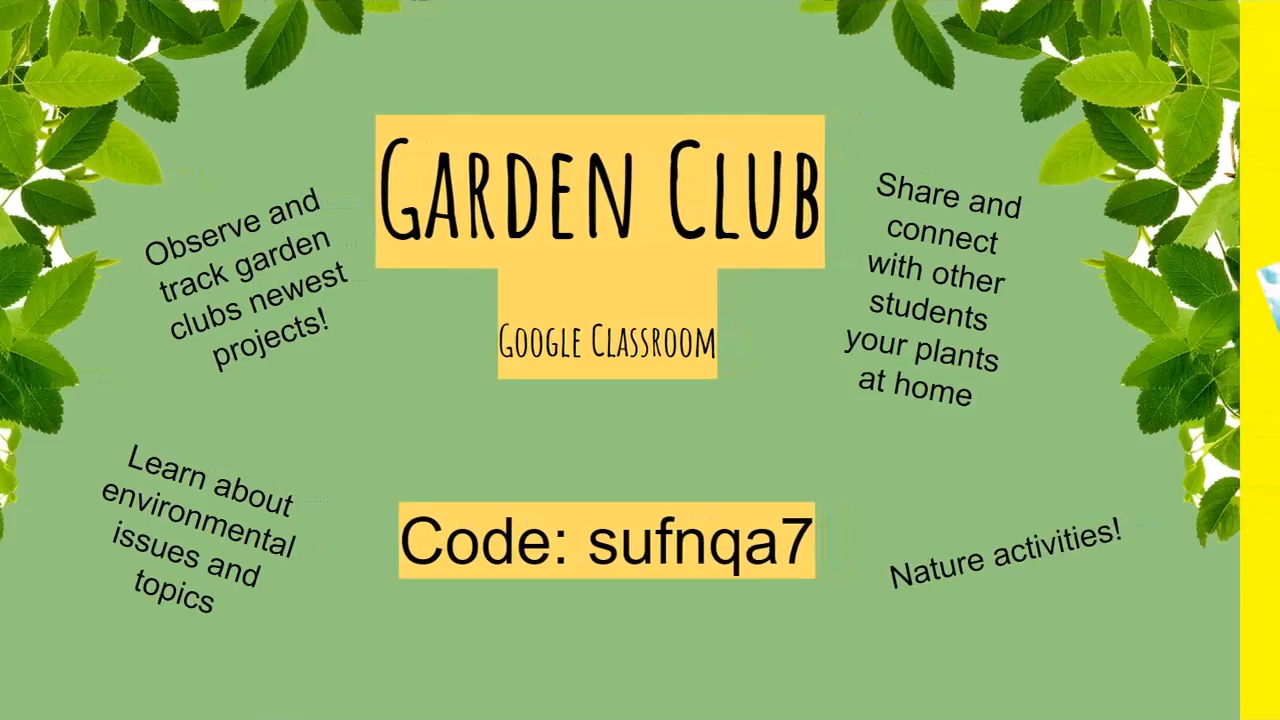 Garden Club
Google Classroom
Observe and
track garden
clubs newest
projects!
Share and
connect
with other
students
your plants
at home
Learn about
environmental
issues and
topics
Code: sufnqa7
Nature activities!